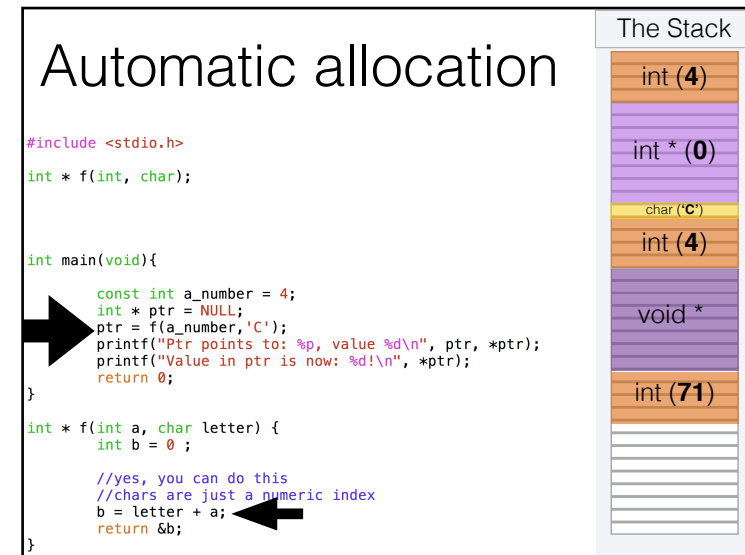 Automatic allocation
#include <stdio.h>
int * f(int, char);
int main(void){
const int a_number = 4;
int * ptr = NULL;
ptr = f(a_number,'C');
printf("Ptr points to: %p, value %d\n", ptr, *ptr);
printf("Value in ptr is now: %d!\n", *ptr);
return 0;
}
int * f(int a, char letter) {
int b = 0 ;
//yes, you can do this
//chars are just a numeric index
b = letter + a;
return &b;
}
The Stack
int (4)
int * (0)
char ('C')
int (4)
void *
int (71)